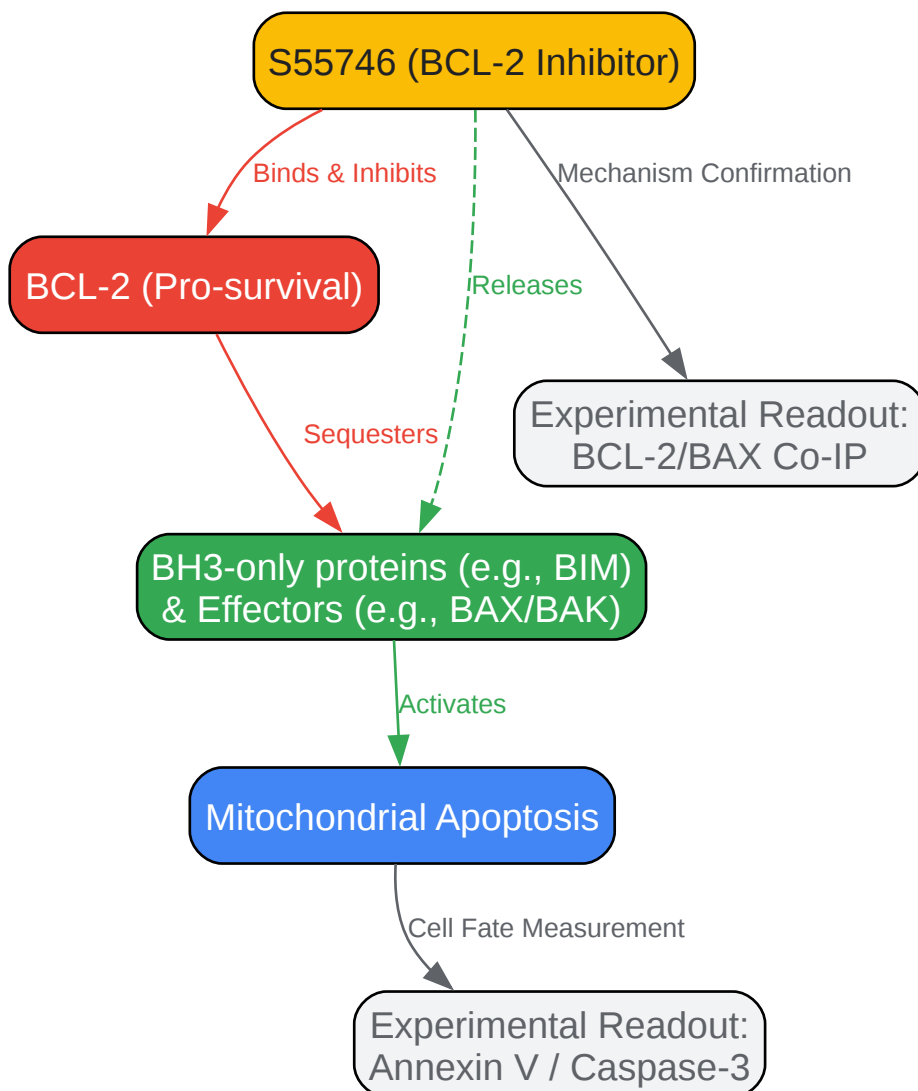 S55746 (BCL-2 Inhibitor)
Binds & Inhibits
Mechanism Confirmation
BCL-2 (Pro-survival)
Releases
Experimental Readout:
BCL-2/BAX Co-IP
Sequesters
BH3-only proteins (e.g., BIM)
& Effectors (e.g., BAX/BAK)
Activates
Mitochondrial Apoptosis
Cell Fate Measurement
Experimental Readout:
Annexin V / Caspase-3